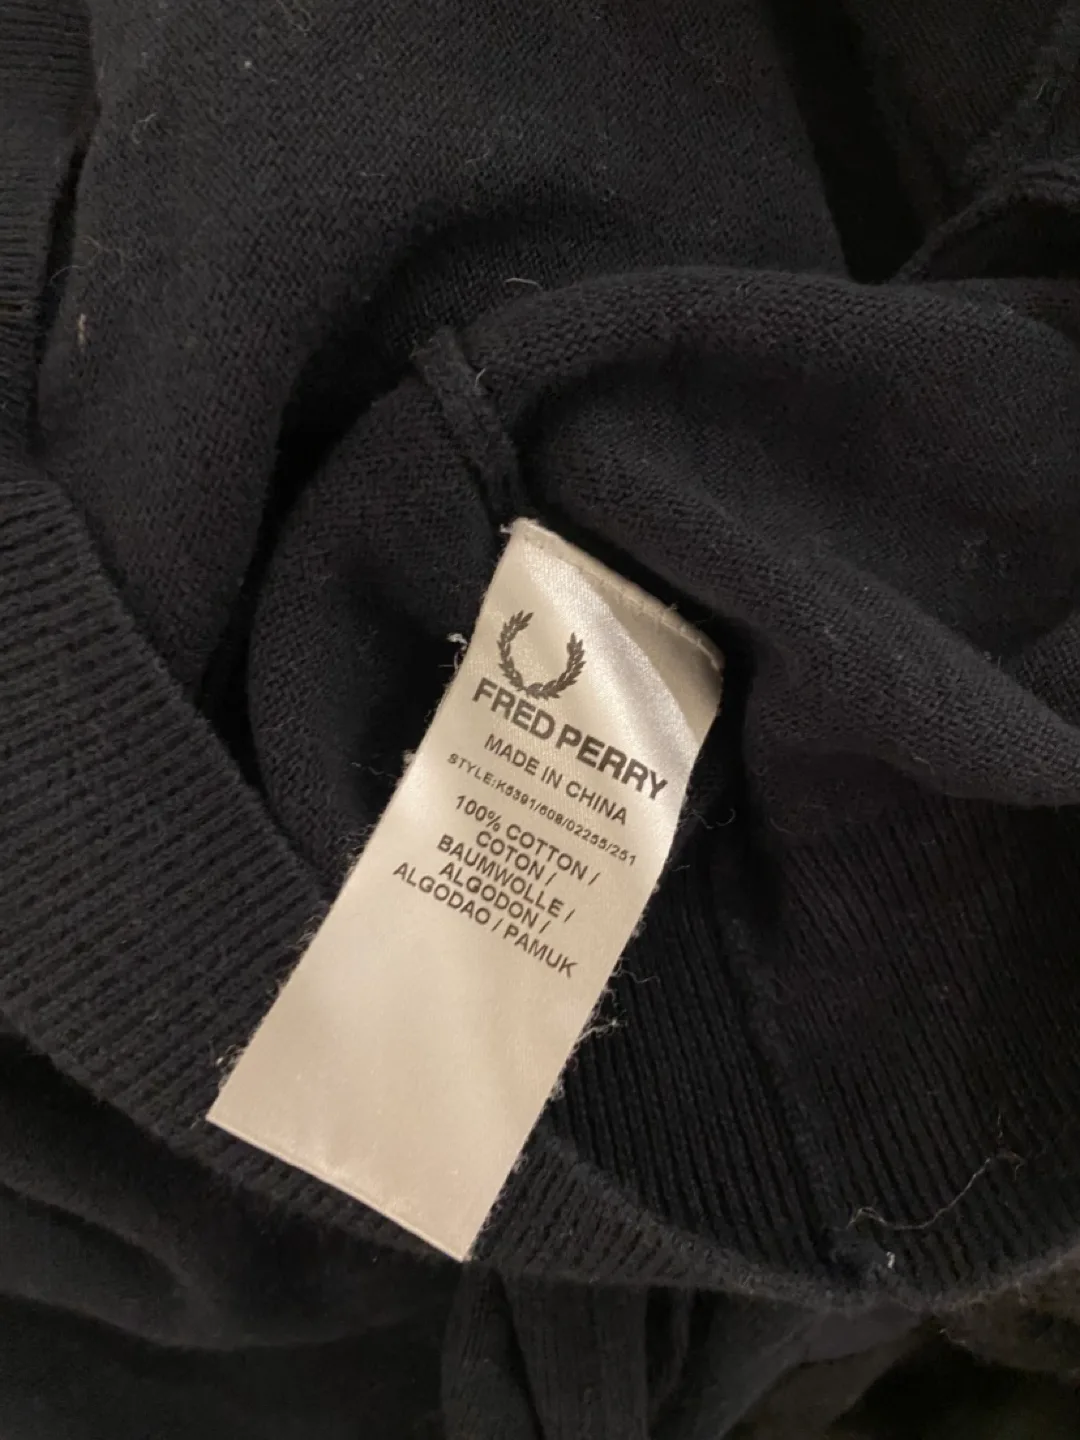 FRED PERRY
MADE IN CHINA
STYLE:K5391/608/02255/251
100% COTTON /
COTON /
BAUMWOLLE /
ALGODON /
ALGODAO / PAMUK